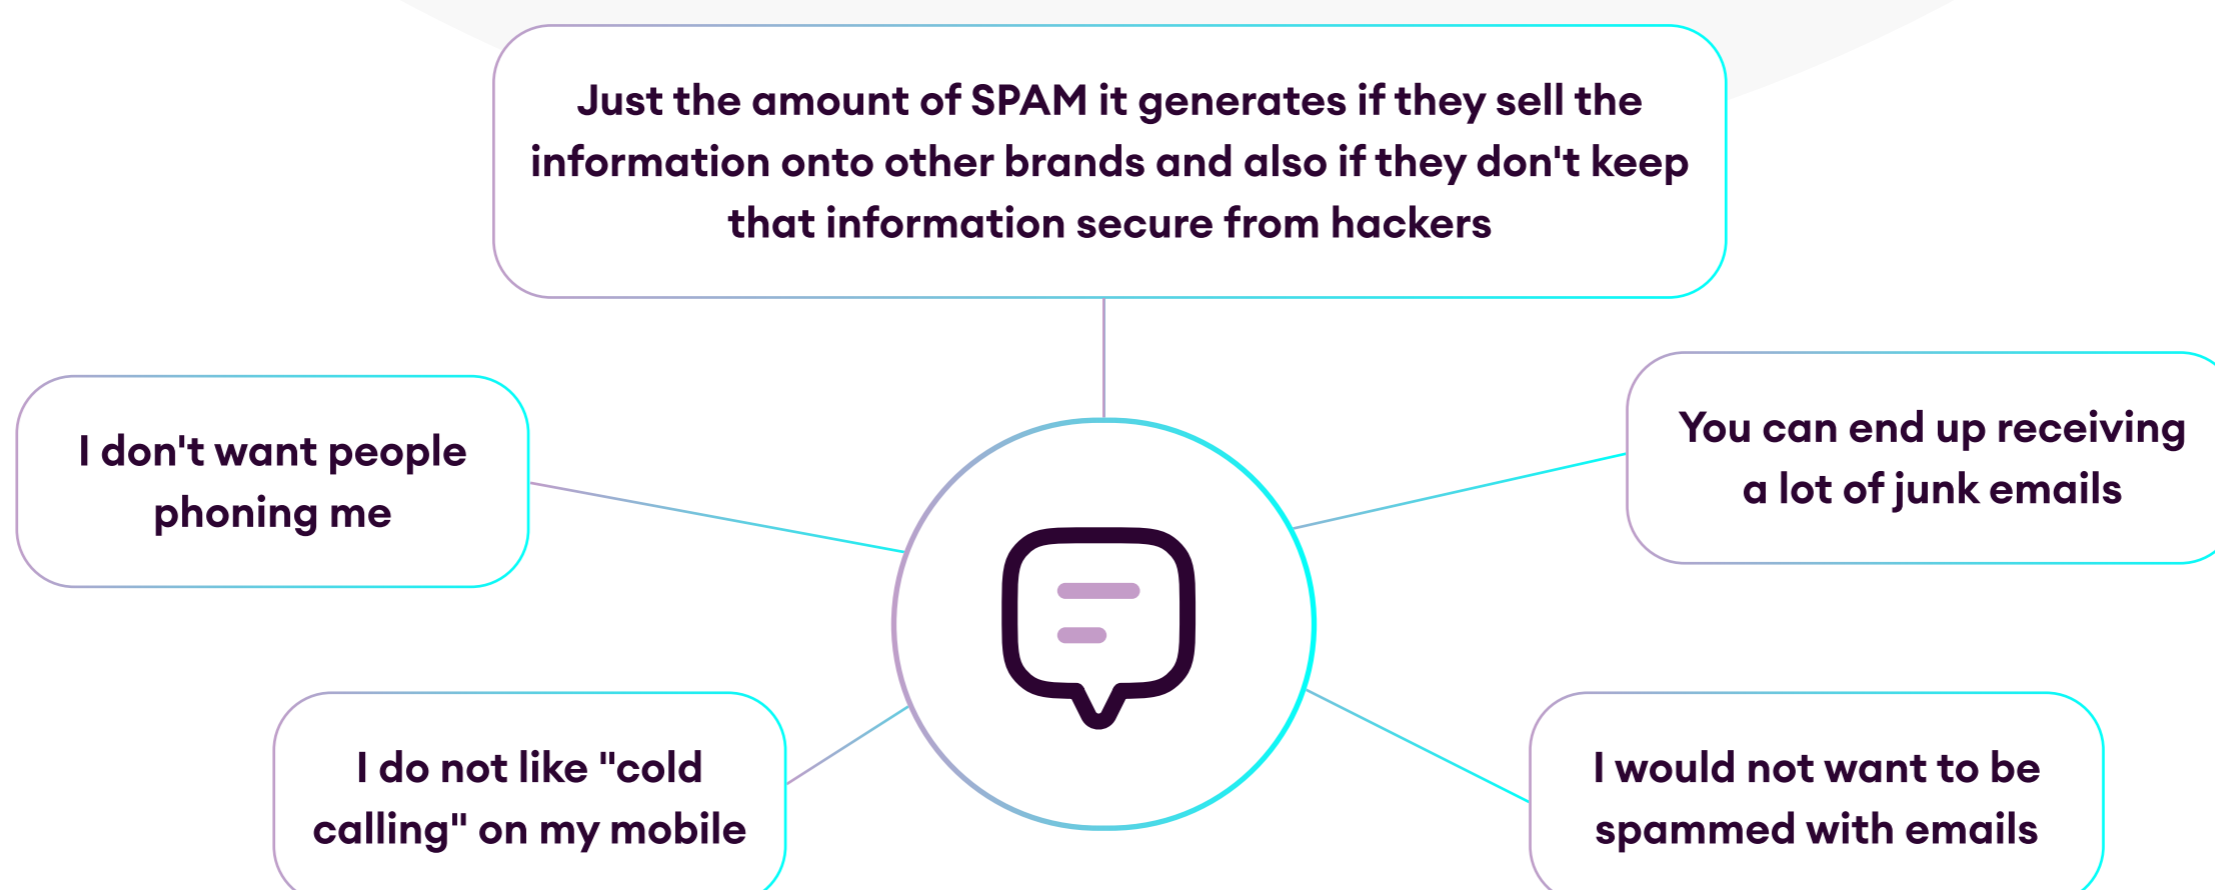 Just the amount of SPAM it generates if they sell the
information onto other brands and also if they don't keep
that information secure from hackers
I don't want people
phoning me
You can end up receiving
a lot of junk emails
I do not like "cold
calling" on my mobile
I would not want to be
spammed with emails